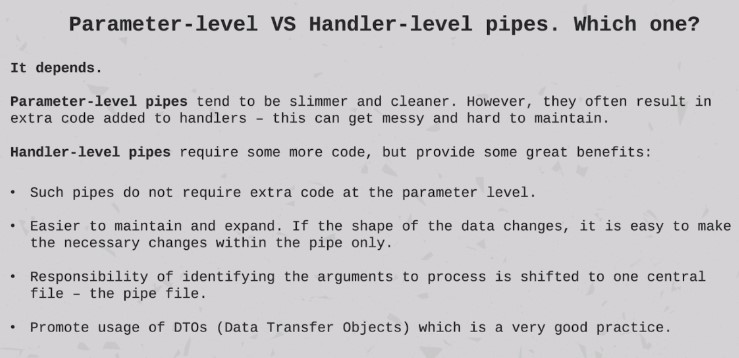 Parameter-level VS Handler-level pipes. Which one?
It depends.
Parameter-level pipes tend to be slimmer and cleaner. However, they often result in
extra code added to handlers – this can get messy and hard to maintain.
Handler-level pipes require some more code, but provide some great benefits:
• Such pipes do not require extra code at the parameter level.
• Easier to maintain and expand. If the shape of the data changes, it is easy to make
the necessary changes within the pipe only.
• Responsibility of identifying the arguments to process is shifted to one central
file – the pipe file.
• Promote usage of DTOs (Data Transfer Objects) which is a very good practice.